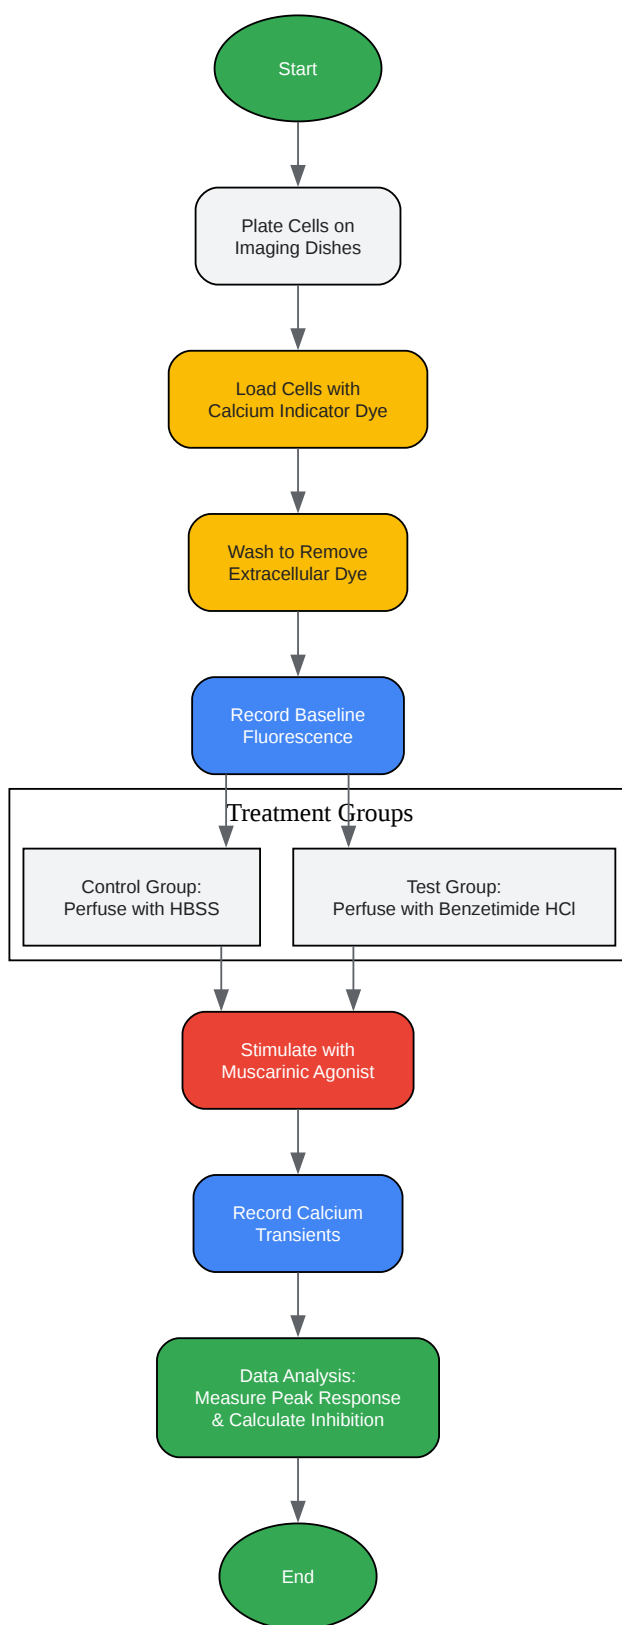 Start
Plate Cells on
Imaging Dishes
Load Cells with
Calcium Indicator Dye
Wash to Remove
Extracellular Dye
Record Baseline
Fluorescence
Treatment Groups
Control Group:
Perfuse with HBSS
Test Group:
Perfuse with Benzetimide HCl
Stimulate with
Muscarinic Agonist
Record Calcium
Transients
Data Analysis:
Measure Peak Response
& Calculate Inhibition
End